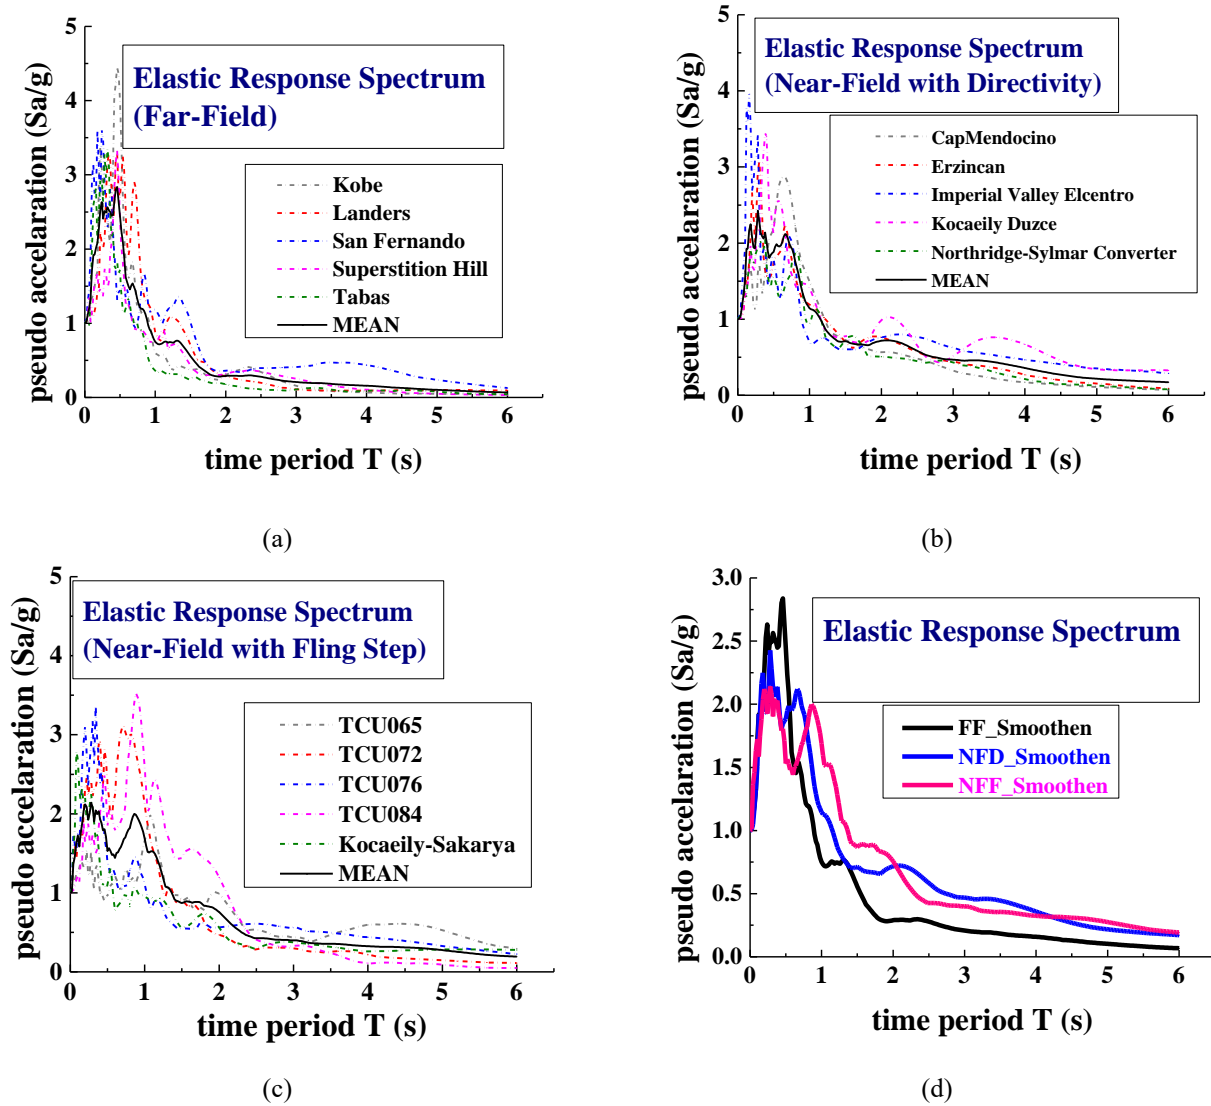 Elastic Response Spectrum
(Far-Field)
Kobe
Landers
San Fernando
Superstition Hill
Tabas
MEAN
pseudo accelaration (Sa/g)
5
4
3
2
1
0
0 1 2 3 4 5 6
time period T (s)
(a)
Elastic Response Spectrum
(Near-Field with Directivity)
CapMendocino
Erzincan
Imperial Valley Elcentro
Kocaeily Duzce
Northridge-Sylmar Converter
MEAN
pseudo accelaration (Sa/g)
5
4
3
2
1
0
0 1 2 3 4 5 6
time period T (s)
(b)
Elastic Response Spectrum
(Near-Field with Fling Step)
TCU065
TCU072
TCU076
TCU084
Kocaeily-Sakarya
MEAN
pseudo accelaration (Sa/g)
5
4
3
2
1
0
0 1 2 3 4 5 6
time period T (s)
(c)
Elastic Response Spectrum
FF_Smoothen
NFD_Smoothen
NFF_Smoothen
pseudo accelaration (Sa/g)
3.0
2.5
2.0
1.5
1.0
0.5
0.0
0 1 2 3 4 5 6
time period T (s)
(d)